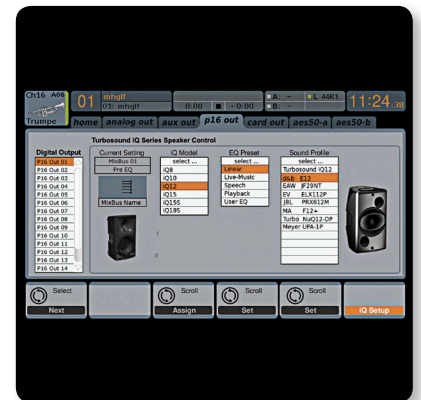 Ch16 A06
Trumpe
01
mhglf
01: mhglf
0:00 - 0:00
A: -
B: -
L 44K1
11:24:38
home analog out aux out p16 out card out aes50-a aes50-b
Turbosound iQ Series Speaker Control
Digital Output
P16 Out 01
P16 Out 02
P16 Out 03
P16 Out 04
P16 Out 05
P16 Out 06
P16 Out 07
P16 Out 08
P16 Out 09
P16 Out 10
P16 Out 11
P16 Out 12
P16 Out 13
P16 Out 14
Current Setting
MixBus 01
Pre EQ
MixBus Name
iQ Model
select ...
iQ8
iQ10
iQ12
iQ15
iQ15S
iQ18S
EQ Preset
select ...
Linear
Live-Music
Speech
Playback
User EQ
Sound Profile
select ...
Turbosound iQ12
d&b E12
EAW JF29NT
EV ELX112P
JBL PRX612M
MA F12+
Turbo NuQ12-DP
Meyer UPA-1P
Select
Next
Scroll
Assign
Scroll
Set
Scroll
Set
iQ Setup